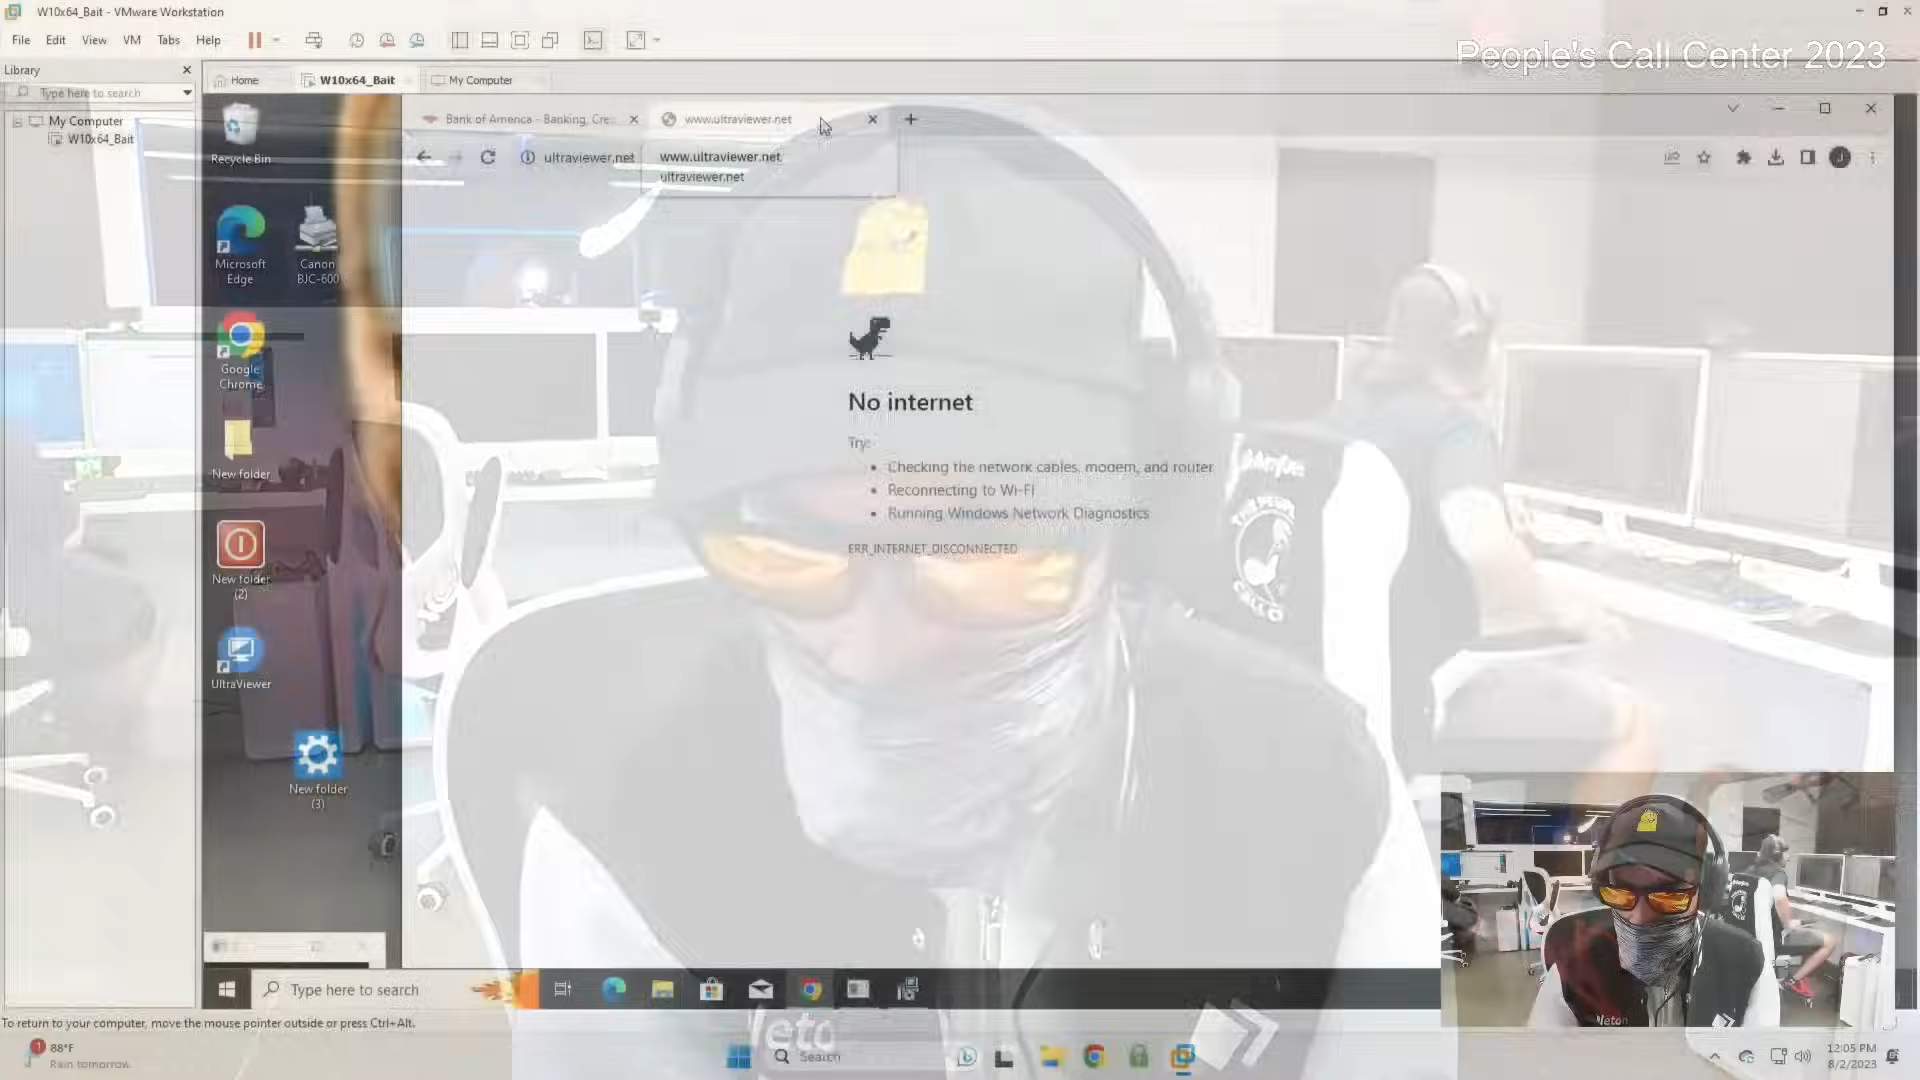 W10x64_Bait - VMware Workstation
File Edit View VM Tabs Help
People's Call Center 2023
Library
Type here to search
My Computer
W10x64_Bait
Home
W10x64_Bait
My Computer
Recycle Bin
Microsoft
Edge
Canon
BJC-600
Google
Chrome
New folder
New folder
(2)
UltraViewer
New folder
(3)
Bank of America - Banking, Cre
www.ultraviewer.net
ultraviewer.net
www.ultraviewer.net
ultraviewer.net
No internet
Try:
Checking the network cables, modem, and router
Reconnecting to Wi-Fi
Running Windows Network Diagnostics
ERR_INTERNET_DISCONNECTED
Type here to search
To return to your computer, move the mouse pointer outside or press Ctrl+Alt.
1
88°F
Rain tomorrow
Search
12:05 PM
8/2/2023